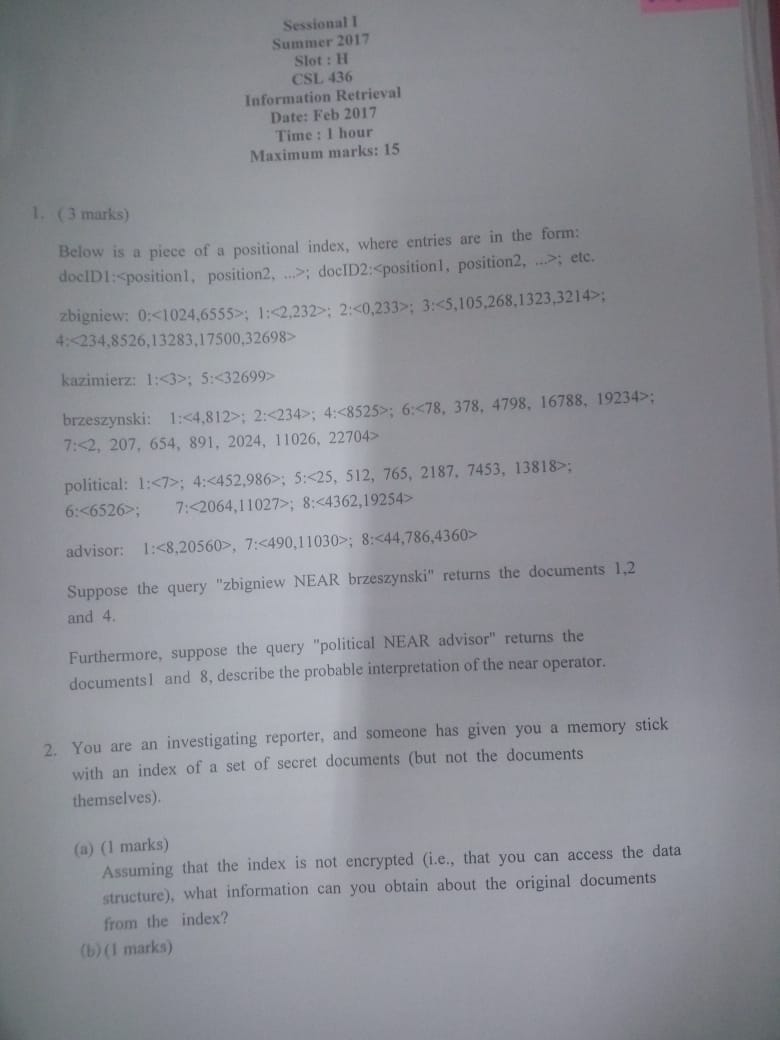 Sessional I
Summer 2017
Slot : H
CSL 436
Information Retrieval
Date: Feb 2017
Time : 1 hour
Maximum marks: 15
1. ( 3 marks)
Below is a piece of a positional index, where entries are in the form:
docID1:<position1, position2, ...>; docID2:<position1, position2, ...>; etc.
zbigniew: 0:<1024,6555>; 1:<2,232>; 2:<0,233>; 3:<5,105,268,1323,3214>;
4:<234,8526,13283,17500,32698>
kazimierz: 1:<3>; 5:<32699>
brzeszynski: 1:<4,812>; 2:<234>; 4:<8525>; 6:<78, 378, 4798, 16788, 19234>;
7:<2, 207, 654, 891, 2024, 11026, 22704>
political: 1:<7>; 4:<452,986>; 5:<25, 512, 765, 2187, 7453, 13818>;
6:<6526>; 7:<2064,11027>; 8:<4362,19254>
advisor: 1:<8,20560>, 7:<490,11030>; 8:<44,786,4360>
Suppose the query "zbigniew NEAR brzeszynski" returns the documents 1,2
and 4.
Furthermore, suppose the query "political NEAR advisor" returns the
documents1 and 8, describe the probable interpretation of the near operator.
2. You are an investigating reporter, and someone has given you a memory stick
with an index of a set of secret documents (but not the documents
themselves).
(a) (1 marks)
Assuming that the index is not encrypted (i.e., that you can access the data
structure), what information can you obtain about the original documents
from the index?
(b) (1 marks)